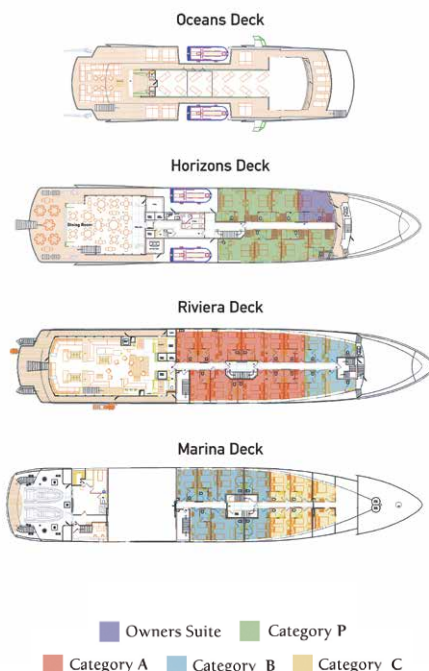 Oceans Deck
Horizons Deck
Dining Room
Riviera Deck
Marina Deck
Owners Suite Category P
Category A Category B Category C